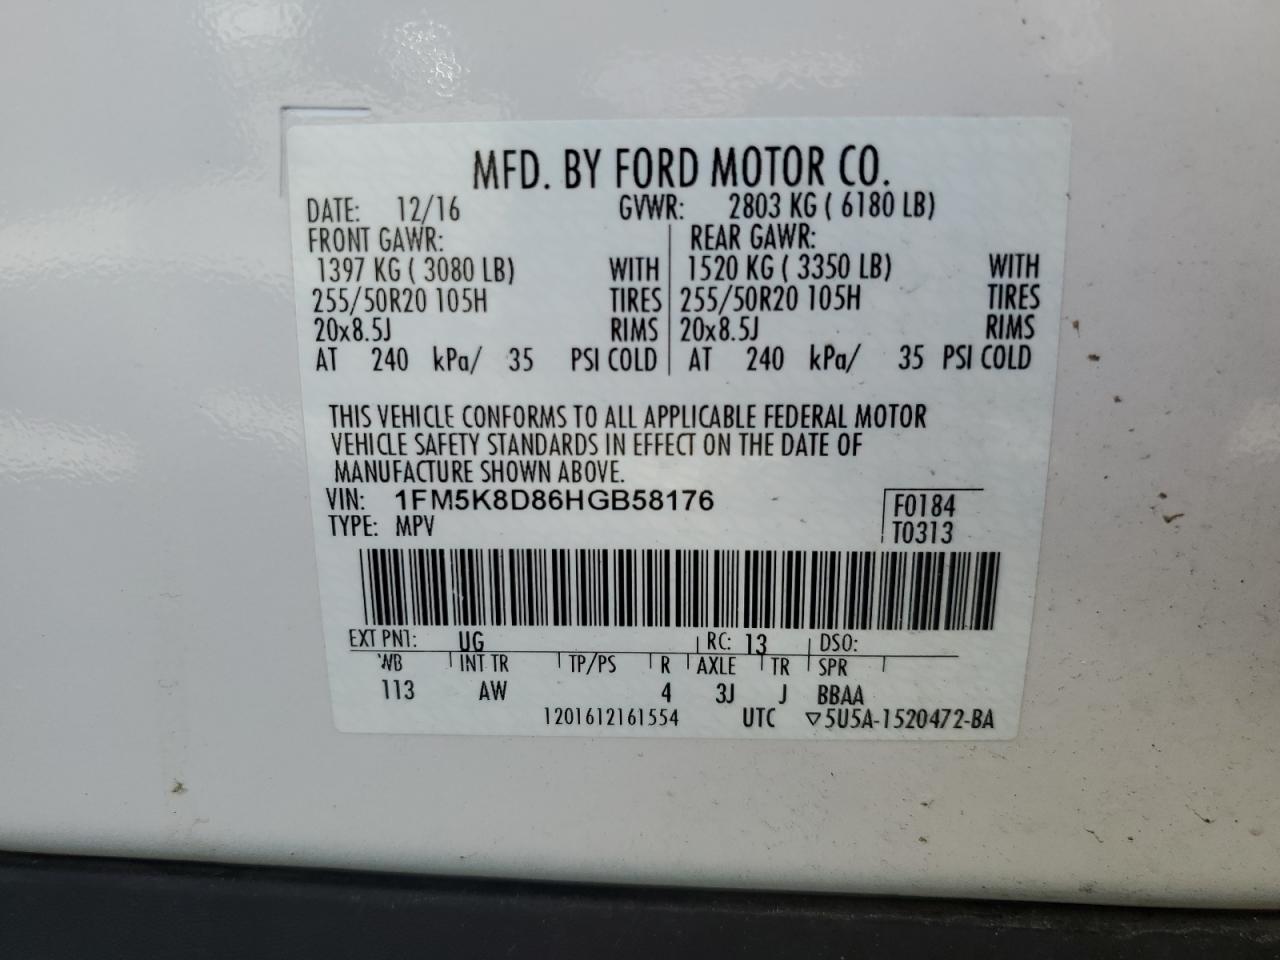 MFD. BY FORD MOTOR CO.
DATE: 12/16 GVWR: 2803 KG ( 6180 LB)
FRONT GAWR: REAR GAWR:
1397 KG ( 3080 LB) WITH 1520 KG ( 3350 LB) WITH
255/50R20 105H TIRES 255/50R20 105H TIRES
20x8.5J RIMS 20x8.5J RIMS
AT 240 kPa/ 35 PSI COLD AT 240 kPa/ 35 PSI COLD
THIS VEHICLE CONFORMS TO ALL APPLICABLE FEDERAL MOTOR
VEHICLE SAFETY STANDARDS IN EFFECT ON THE DATE OF
MANUFACTURE SHOWN ABOVE.
VIN: 1FM5K8D86HGB58176 F0184
TYPE: MPV T0313
EXT PNT: UG RC: 13 DSO:
WB INT TR TP/PS R AXLE TR SPR
113 AW 4 3J J BBAA
1201612161554 UTC ▽5U5A-1520472-BA